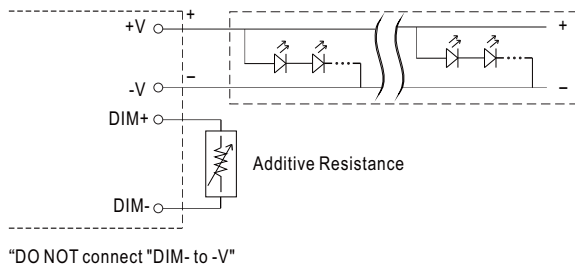 +V
+
+
-V
–
–
DIM+
Additive Resistance
DIM-
“DO NOT connect "DIM- to -V"